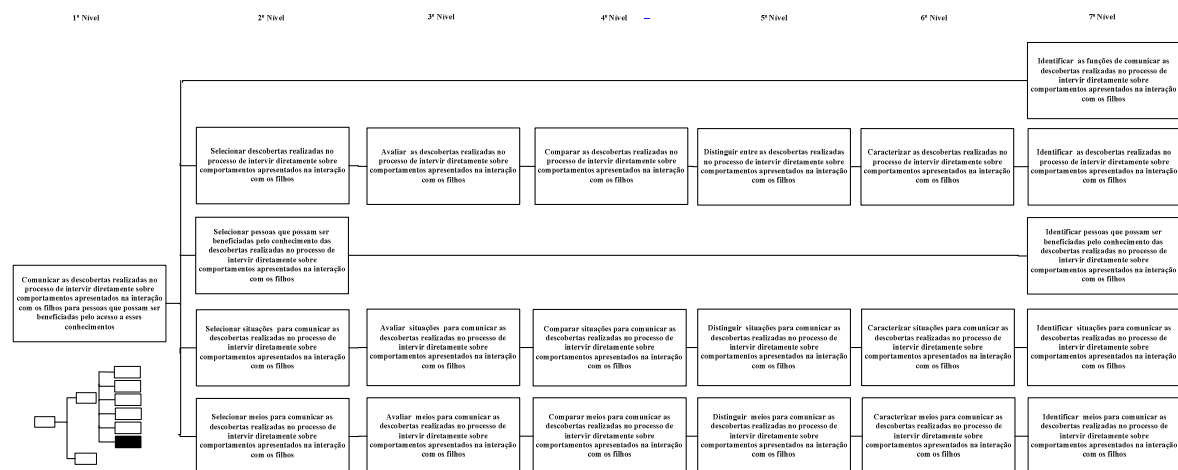 1º Nível
2º Nível
3º Nível
4º Nível
5º Nível
6º Nível
7º Nível
Identificar as funções de comunicar as
descobertas realizadas no processo de
intervir diretamente sobre
comportamentos apresentados na interação
com os filhos
Selecionar descobertas realizadas no
processo de intervir diretamente sobre
comportamentos apresentados na interação
com os filhos
Avaliar as descobertas realizadas no
processo de intervir diretamente sobre
comportamentos apresentados na interação
com os filhos
Comparar as descobertas realizadas no
processo de intervir diretamente sobre
comportamentos apresentados na interação
com os filhos
Distinguir entre as descobertas realizadas
no processo de intervir diretamente sobre
comportamentos apresentados na interação
com os filhos
Caracterizar as descobertas realizadas no
processo de intervir diretamente sobre
comportamentos apresentados na interação
com os filhos
Identificar as descobertas realizadas no
processo de intervir diretamente sobre
comportamentos apresentados na interação
com os filhos
Selecionar pessoas que possam ser
beneficiadas pelo conhecimento das
descobertas realizadas no processo de
intervir diretamente sobre
comportamentos apresentados na interação
com os filhos
Identificar pessoas que possam ser
beneficiadas pelo conhecimento das
descobertas realizadas no processo de
intervir diretamente sobre
comportamentos apresentados na interação
com os filhos
Comunicar as descobertas realizadas no
processo de intervir diretamente sobre
comportamentos apresentados na interação
com os filhos para pessoas que possam ser
beneficiadas pelo acesso a esses
conhecimentos
Selecionar situações para comunicar as
descobertas realizadas no processo de
intervir diretamente sobre
comportamentos apresentados na interação
com os filhos
Avaliar situações para comunicar as
descobertas realizadas no processo de
intervir diretamente sobre
comportamentos apresentados na interação
com os filhos
Comparar situações para comunicar as
descobertas realizadas no processo de
intervir diretamente sobre
comportamentos apresentados na interação
com os filhos
Distinguir situações para comunicar as
descobertas realizadas no processo de
intervir diretamente sobre
comportamentos apresentados na interação
com os filhos
Caracterizar situações para comunicar as
descobertas realizadas no processo de
intervir diretamente sobre
comportamentos apresentados na interação
com os filhos
Identificar situações para comunicar as
descobertas realizadas no processo de
intervir diretamente sobre
comportamentos apresentados na interação
com os filhos
Selecionar meios para comunicar as
descobertas realizadas no processo de
intervir diretamente sobre
comportamentos apresentados na interação
com os filhos
Avaliar meios para comunicar as
descobertas realizadas no processo de
intervir diretamente sobre
comportamentos apresentados na interação
com os filhos
Comparar meios para comunicar as
descobertas realizadas no processo de
intervir diretamente sobre
comportamentos apresentados na interação
com os filhos
Distinguir meios para comunicar as
descobertas realizadas no processo de
intervir diretamente sobre
comportamentos apresentados na interação
com os filhos
Caracterizar meios para comunicar as
descobertas realizadas no processo de
intervir diretamente sobre
comportamentos apresentados na interação
com os filhos
Identificar meios para comunicar as
descobertas realizadas no processo de
intervir diretamente sobre
comportamentos apresentados na interação
com os filhos